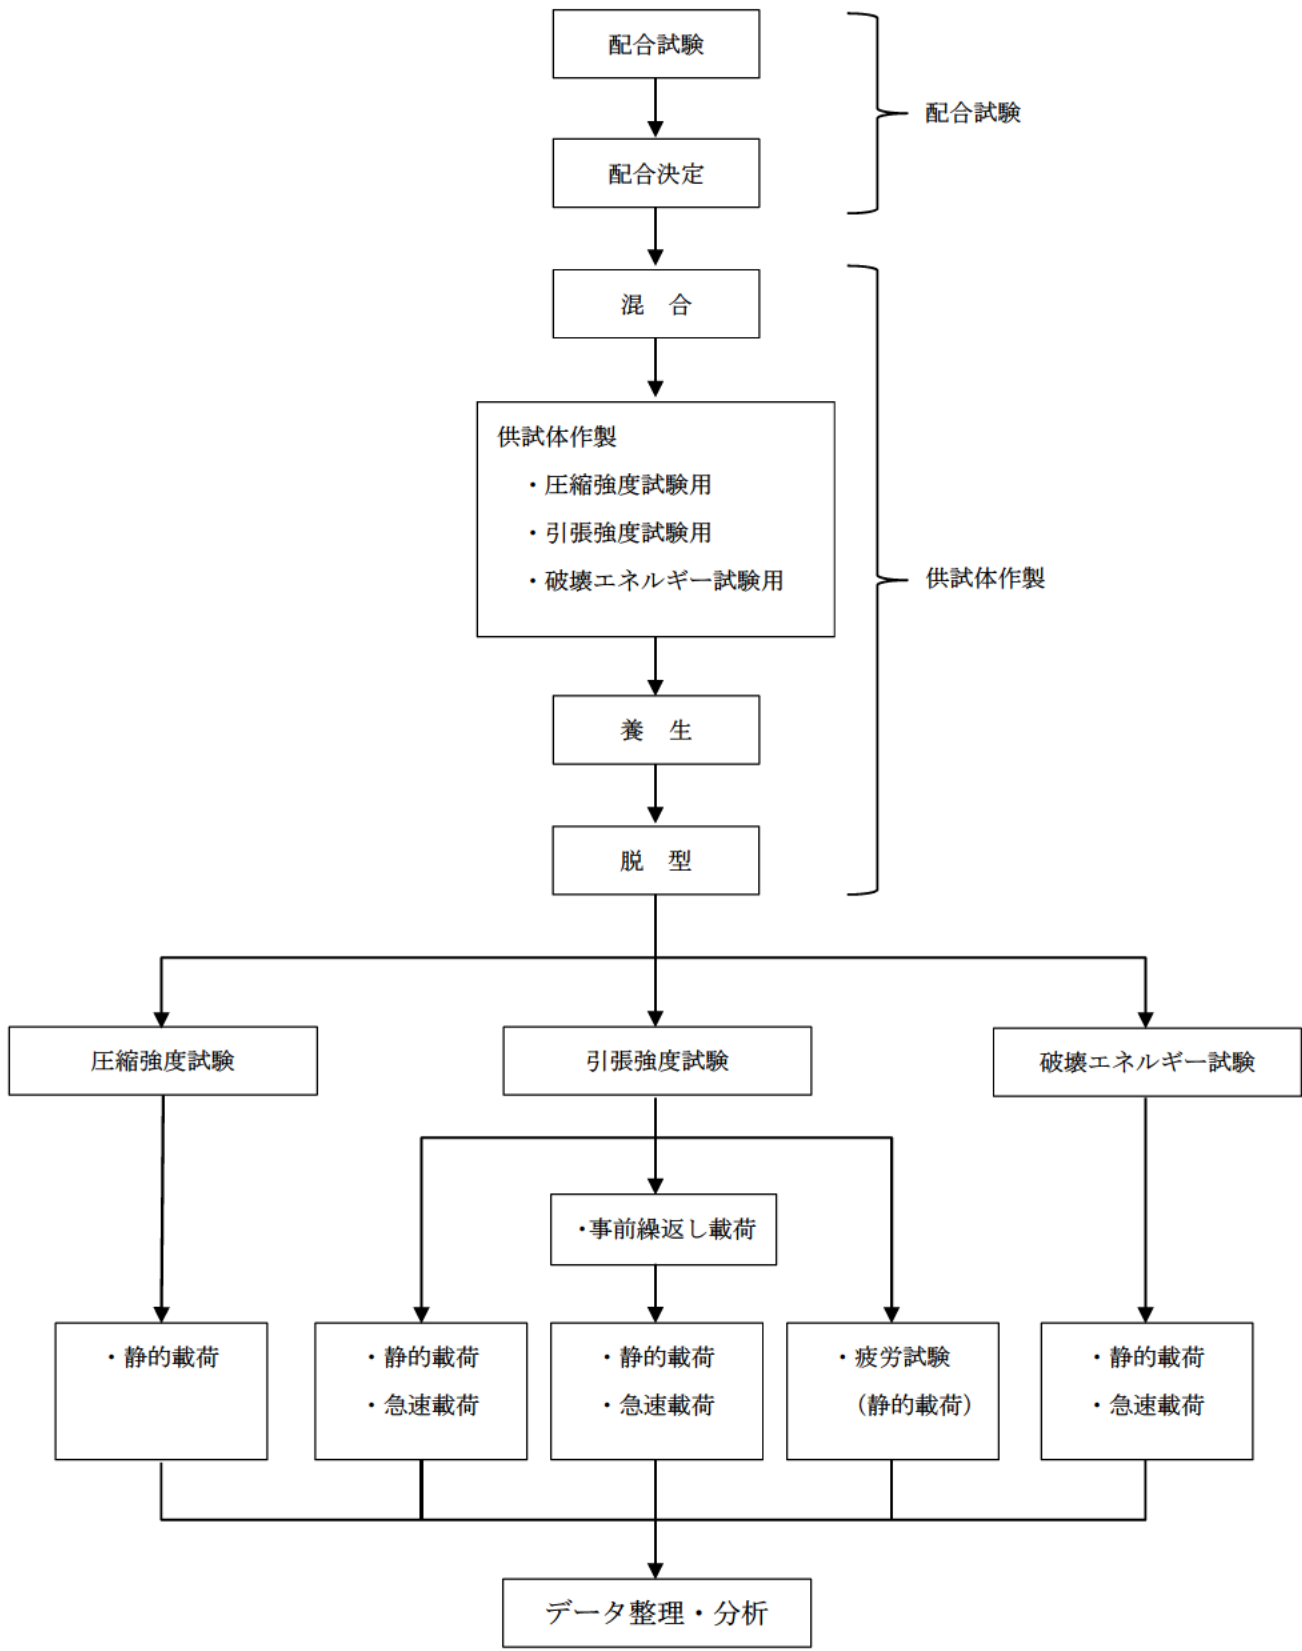 配合試験
配合試験
配合決定
混　合
供試体作製
・圧縮強度試験用
・引張強度試験用
・破壊エネルギー試験用
供試体作製
養　生
脱　型
圧縮強度試験
引張強度試験
破壊エネルギー試験
・事前繰返し載荷
・静的載荷
・静的載荷
・急速載荷
・静的載荷
・急速載荷
・疲労試験
（静的載荷）
・静的載荷
・急速載荷
データ整理・分析